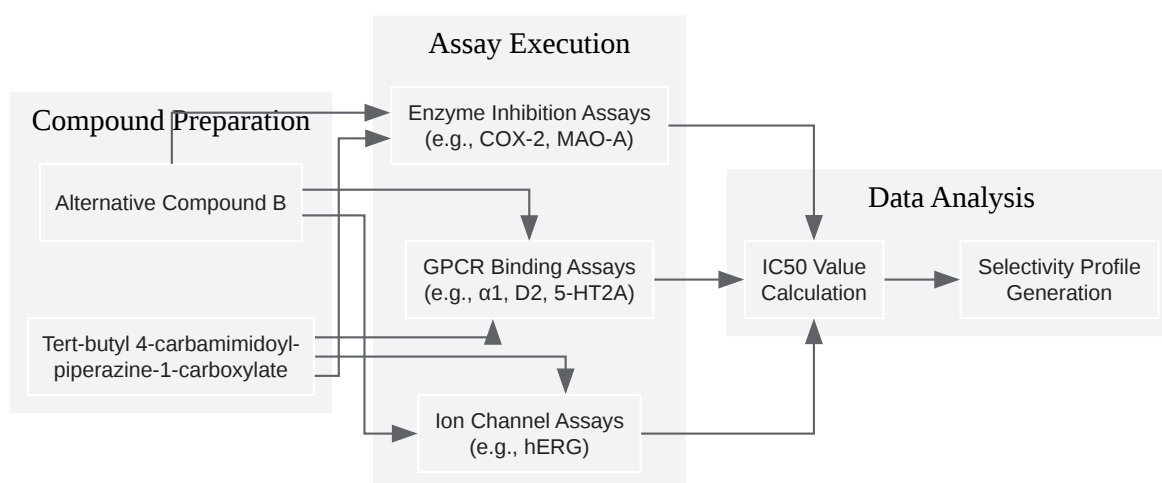 Compound Preparation
Alternative Compound B
Tert-butyl 4-carbamimidoyl-
piperazine-1-carboxylate
Assay Execution
Enzyme Inhibition Assays
(e.g., COX-2, MAO-A)
GPCR Binding Assays
(e.g., α1, D2, 5-HT2A)
Ion Channel Assays
(e.g., hERG)
Data Analysis
IC50 Value
Calculation
Selectivity Profile
Generation